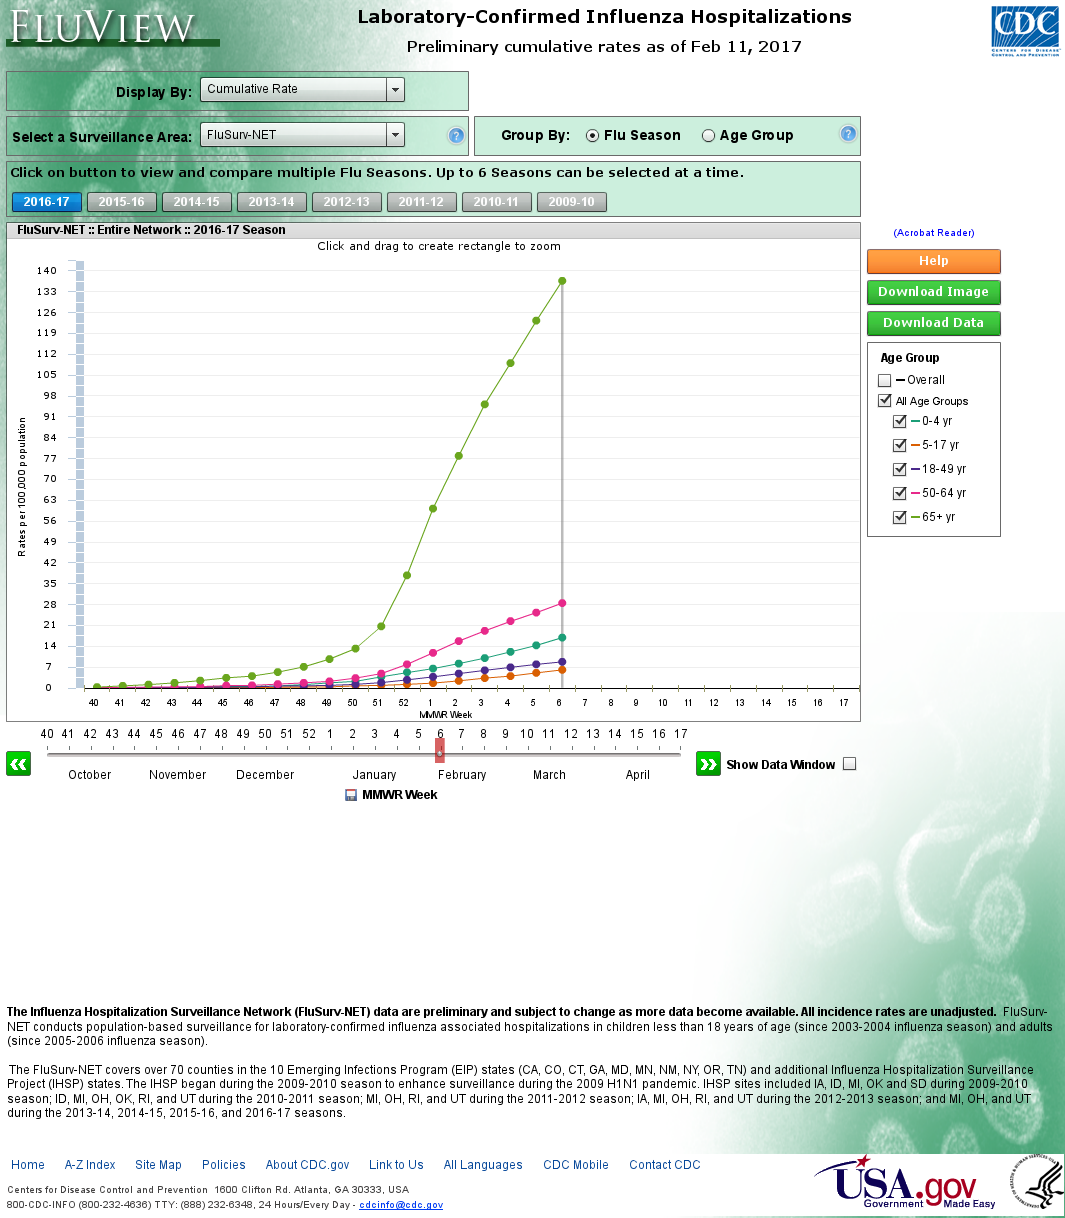 FLUVIEW
Laboratory-Confirmed Influenza Hospitalizations
Preliminary cumulative rates as of Feb 11, 2017
CDC
CENTERS FOR DISEASE
CONTROL AND PREVENTION
Display By: Cumulative Rate
Select a Surveillance Area: FluSurv-NET ?
Group By: Flu Season Age Group ?
Click on button to view and compare multiple Flu Seasons. Up to 6 Seasons can be selected at a time.
2016-17 2015-16 2014-15 2013-14 2012-13 2011-12 2010-11 2009-10
FluSurv-NET :: Entire Network :: 2016-17 Season
Click and drag to create rectangle to zoom
Rates per 100,000 population
140
133
126
119
112
105
98
91
84
77
70
63
56
49
42
35
28
21
14
7
0
40 41 42 43 44 45 46 47 48 49 50 51 52 1 2 3 4 5 6 7 8 9 10 11 12 13 14 15 16 17
MMWR Week
(Acrobat Reader)
Help
Download Image
Download Data
Age Group
Overall
All Age Groups
0-4 yr
5-17 yr
18-49 yr
50-64 yr
65+ yr
40 41 42 43 44 45 46 47 48 49 50 51 52 1 2 3 4 5 6 7 8 9 10 11 12 13 14 15 16 17
October November December January February March April
Show Data Window
MMWR Week
The Influenza Hospitalization Surveillance Network (FluSurv-NET) data are preliminary and subject to change as more data become available. All incidence rates are unadjusted. FluSurv-
NET conducts population-based surveillance for laboratory-confirmed influenza associated hospitalizations in children less than 18 years of age (since 2003-2004 influenza season) and adults
(since 2005-2006 influenza season).
The FluSurv-NET covers over 70 counties in the 10 Emerging Infections Program (EIP) states (CA, CO, CT, GA, MD, MN, NM, NY, OR, TN) and additional Influenza Hospitalization Surveillance
Project (IHSP) states. The IHSP began during the 2009-2010 season to enhance surveillance during the 2009 H1N1 pandemic. IHSP sites included IA, ID, MI, OK and SD during 2009-2010
season; ID, MI, OH, OK, RI, and UT during the 2010-2011 season; MI, OH, RI, and UT during the 2011-2012 season; IA, MI, OH, RI, and UT during the 2012-2013 season; and MI, OH, and UT
during the 2013-14, 2014-15, 2015-16, and 2016-17 seasons.
Home A-Z Index Site Map Policies About CDC.gov Link to Us All Languages CDC Mobile Contact CDC
Centers for Disease Control and Prevention 1600 Clifton Rd. Atlanta, GA 30333, USA
800-CDC-INFO (800-232-4636) TTY: (888) 232-6348, 24 Hours/Every Day - cdcinfo@cdc.gov
USA.gov
Government Made Easy